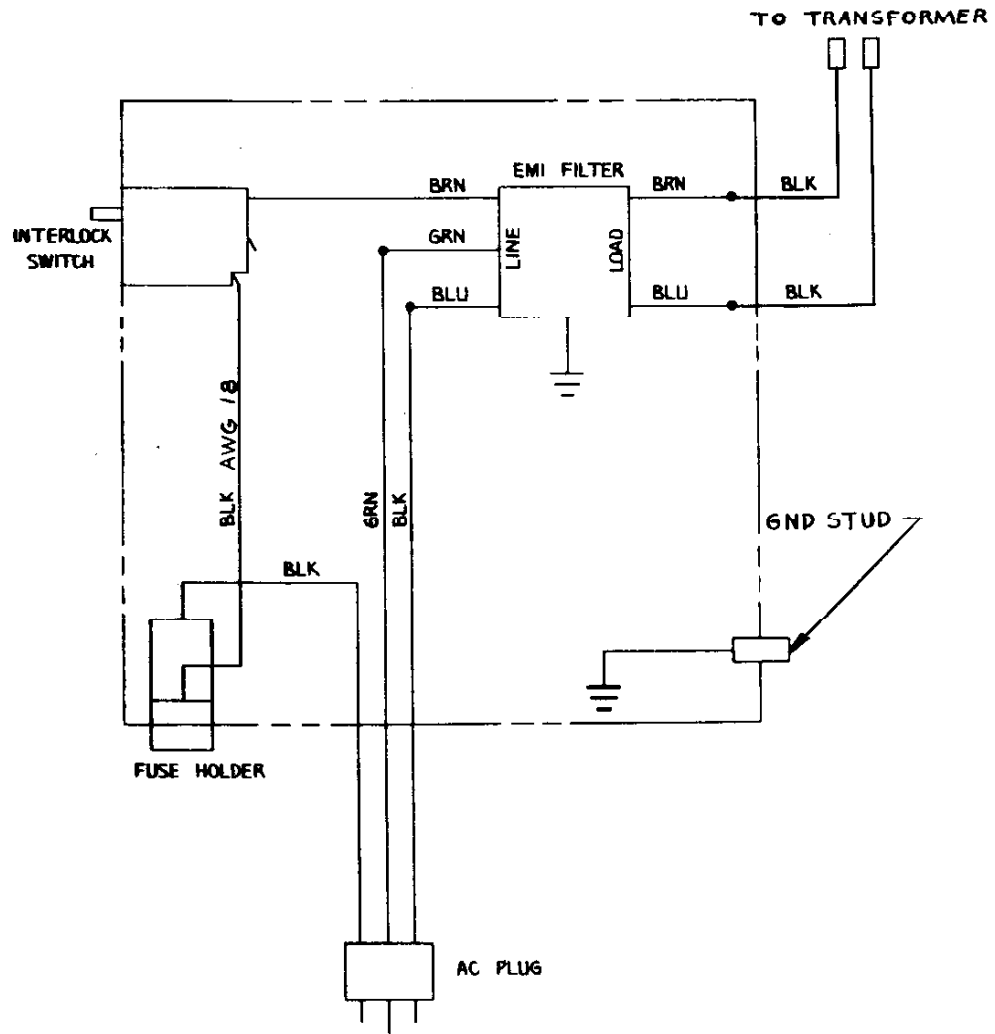 TO TRANSFORMER
EMI FILTER
BRN
BRN
BLK
INTERLOCK
SWITCH
GRN
LINE
LOAD
BLU
BLU
BLK
BLK AWG 18
GRN
BLK
GND STUD
BLK
FUSE HOLDER
AC PLUG